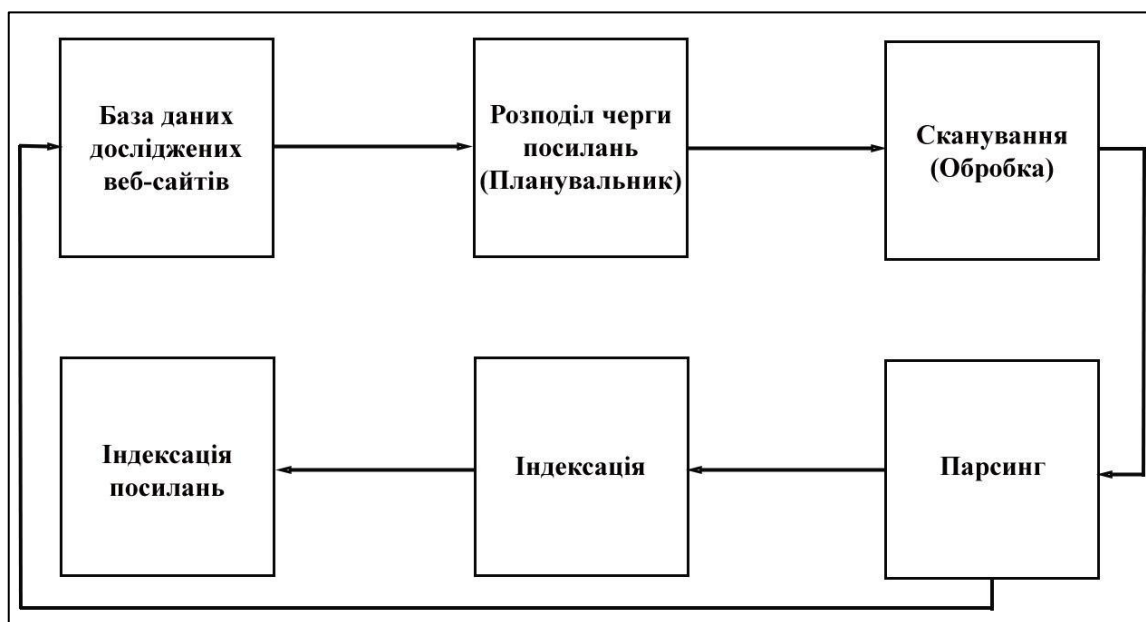 База даних
досліджених
веб-сайтів
Розподіл черги
посилань
(Планувальник)
Сканування
(Обробка)
Індексація
посилань
Індексація
Парсинг